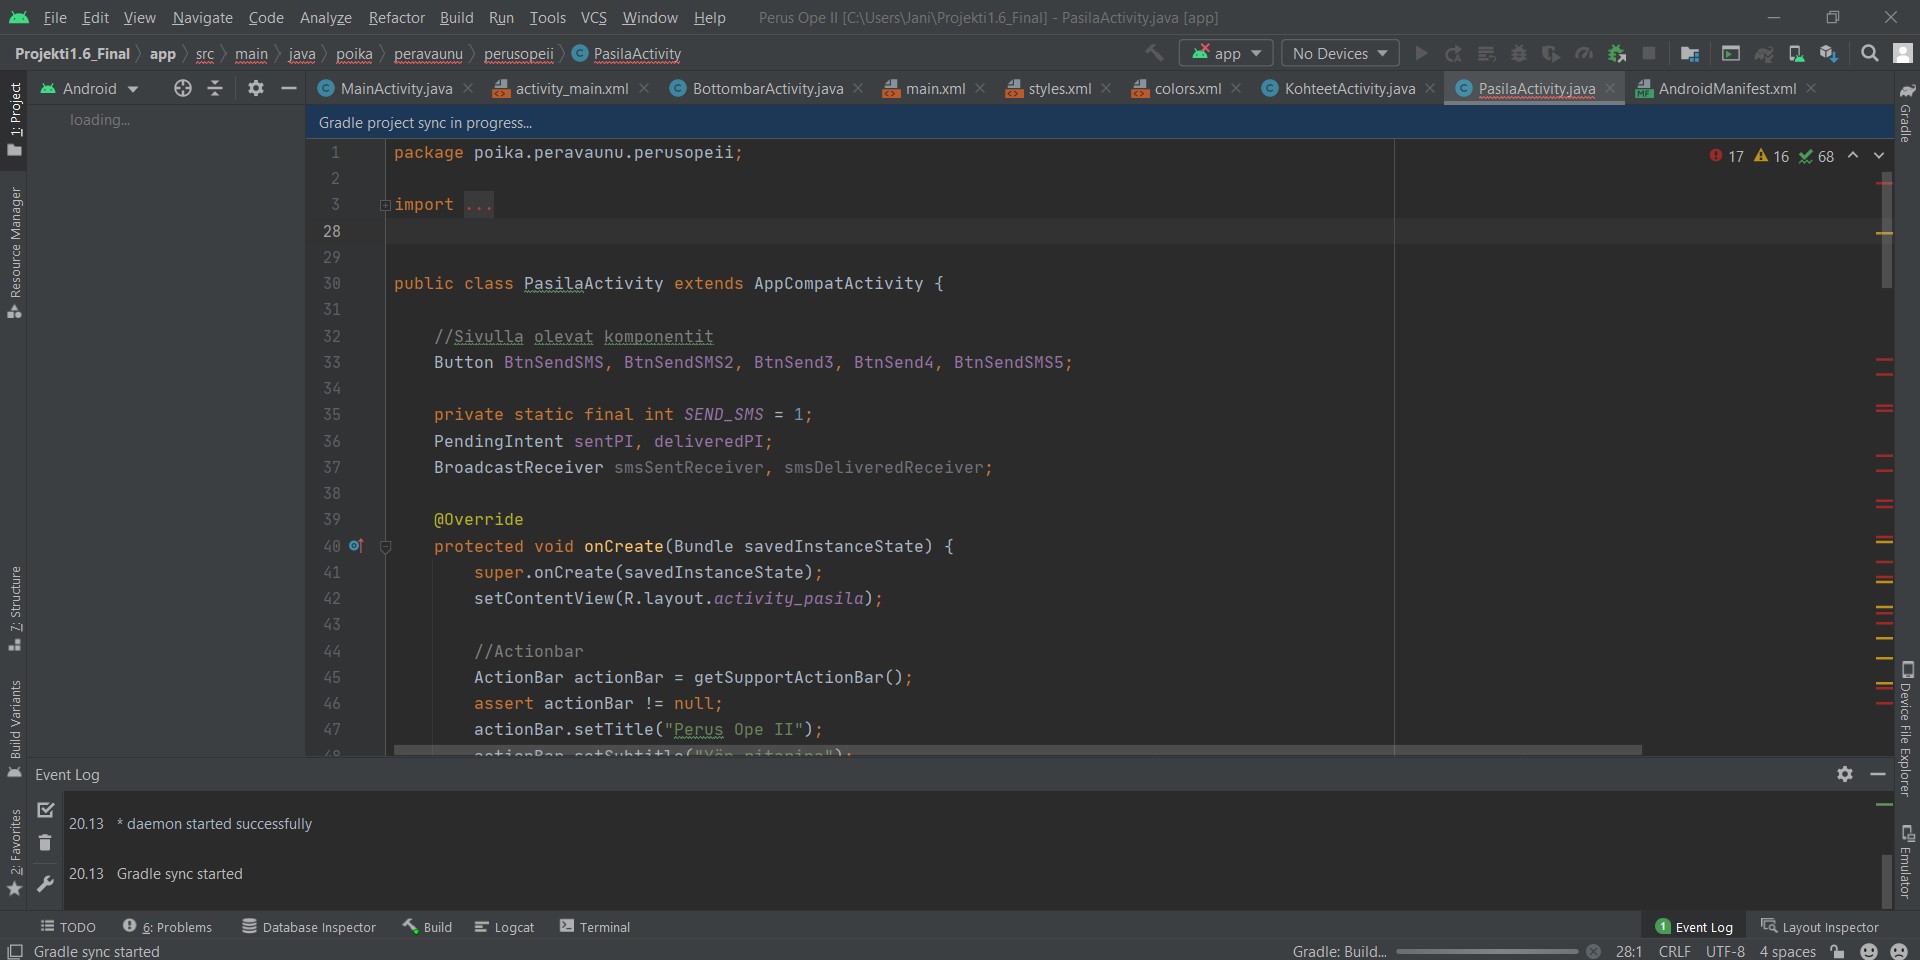 File Edit View Navigate Code Analyze Refactor Build Run Tools VCS Window Help Perus Ope II [C:\Users\Jani\Projekti1.6_Final] - PasilaActivity.java [app]
Projekti1.6_Final app src main java poika peravaunu perusopeii PasilaActivity app No Devices
Android MainActivity.java activity_main.xml BottombarActivity.java main.xml styles.xml colors.xml KohteetActivity.java PasilaActivity.java AndroidManifest.xml
loading...
Gradle project sync in progress...
1 package poika.peravaunu.perusopeii;
17 16 68
2
3 import ...
28
29
30 public class PasilaActivity extends AppCompatActivity {
31
32 //Sivulla olevat komponentit
33 Button BtnSendSMS, BtnSendSMS2, BtnSend3, BtnSend4, BtnSendSMS5;
34
35 private static final int SEND_SMS = 1;
36 PendingIntent sentPI, deliveredPI;
37 BroadcastReceiver smsSentReceiver, smsDeliveredReceiver;
38
39 @Override
40 protected void onCreate(Bundle savedInstanceState) {
41 super.onCreate(savedInstanceState);
42 setContentView(R.layout.activity_pasila);
43
44 //Actionbar
45 ActionBar actionBar = getSupportActionBar();
46 assert actionBar != null;
47 actionBar.setTitle("Perus Ope II");
48 actionBar.setSubtitle(
1: Project
Resource Manager
7: Structure
Build Variants
2: Favorites
Gradle
Device File Explorer
Emulator
Event Log
20.13 * daemon started successfully
20.13 Gradle sync started
TODO 6: Problems Database Inspector Build Logcat Terminal 1 Event Log Layout Inspector
Gradle sync started Gradle: Build... 28:1 CRLF UTF-8 4 spaces